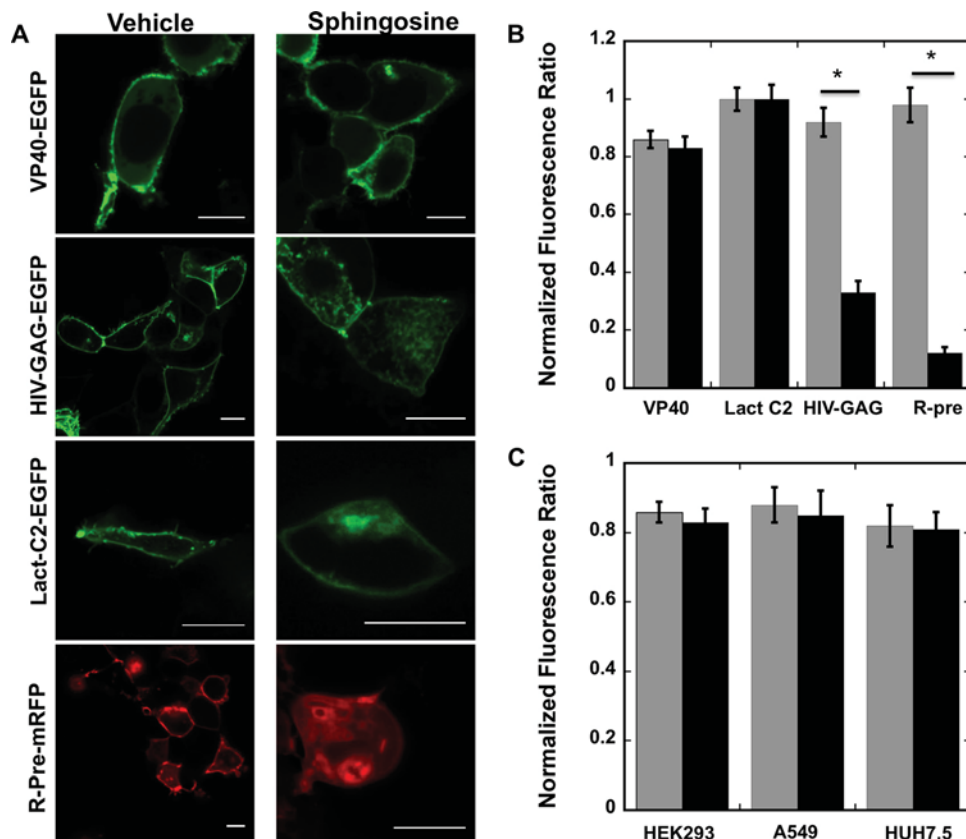 A
Vehicle
Sphingosine
VP40-EGFP
HIV-GAG-EGFP
Lact-C2-EGFP
R-Pre-mRFP
B
Normalized Fluorescence Ratio
1.2
1
0.8
0.6
0.4
0.2
0
*
*
VP40 Lact C2 HIV-GAG R-pre
C
Normalized Fluorescence Ratio
1
0.8
0.6
0.4
0.2
0
HEK293 A549 HUH7.5